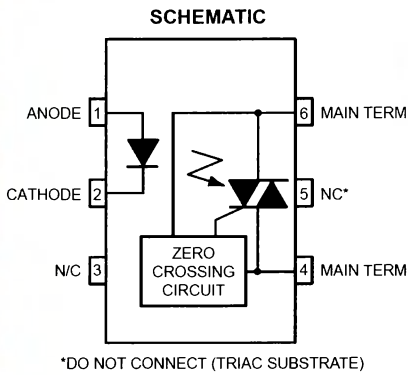 SCHEMATIC
ANODE 1
6 MAIN TERM
CATHODE 2
5 NC*
N/C 3
ZERO
CROSSING
CIRCUIT
4 MAIN TERM
*DO NOT CONNECT (TRIAC SUBSTRATE)